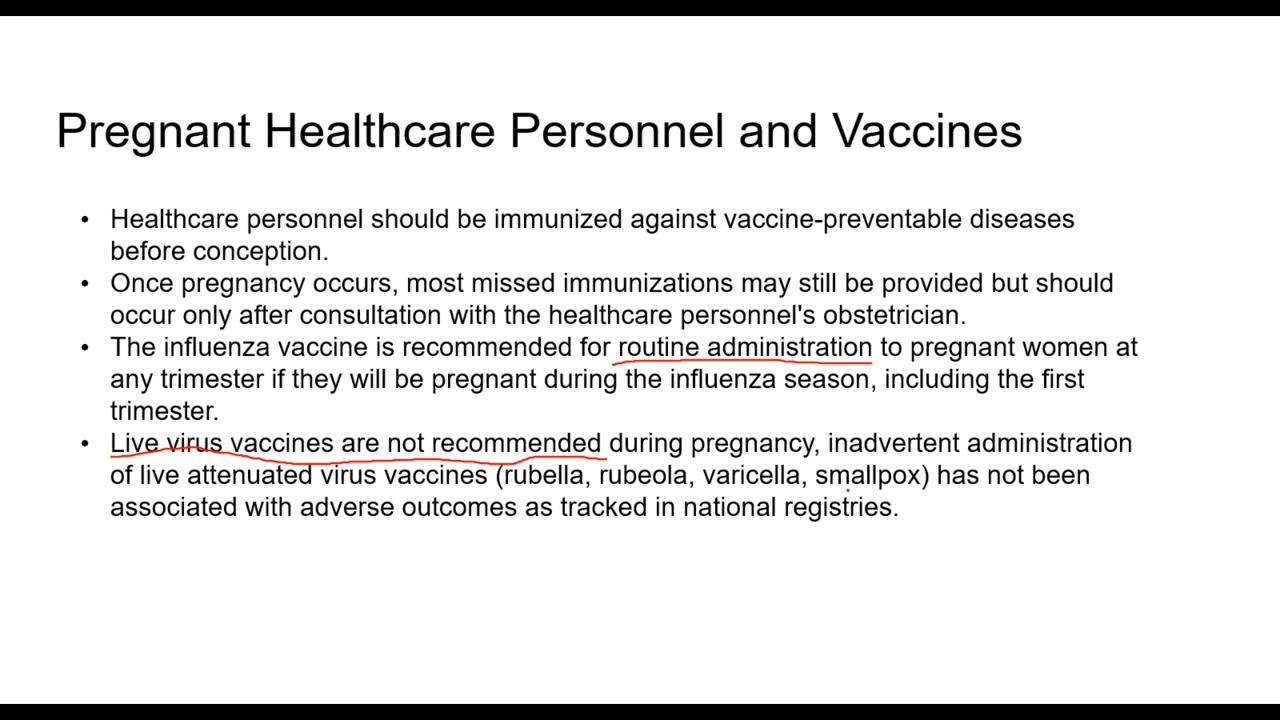 Pregnant Healthcare Personnel and Vaccines
• Healthcare personnel should be immunized against vaccine-preventable diseases
before conception.
• Once pregnancy occurs, most missed immunizations may still be provided but should
occur only after consultation with the healthcare personnel's obstetrician.
• The influenza vaccine is recommended for routine administration to pregnant women at
any trimester if they will be pregnant during the influenza season, including the first
trimester.
• Live virus vaccines are not recommended during pregnancy, inadvertent administration
of live attenuated virus vaccines (rubella, rubeola, varicella, smallpox) has not been
associated with adverse outcomes as tracked in national registries.